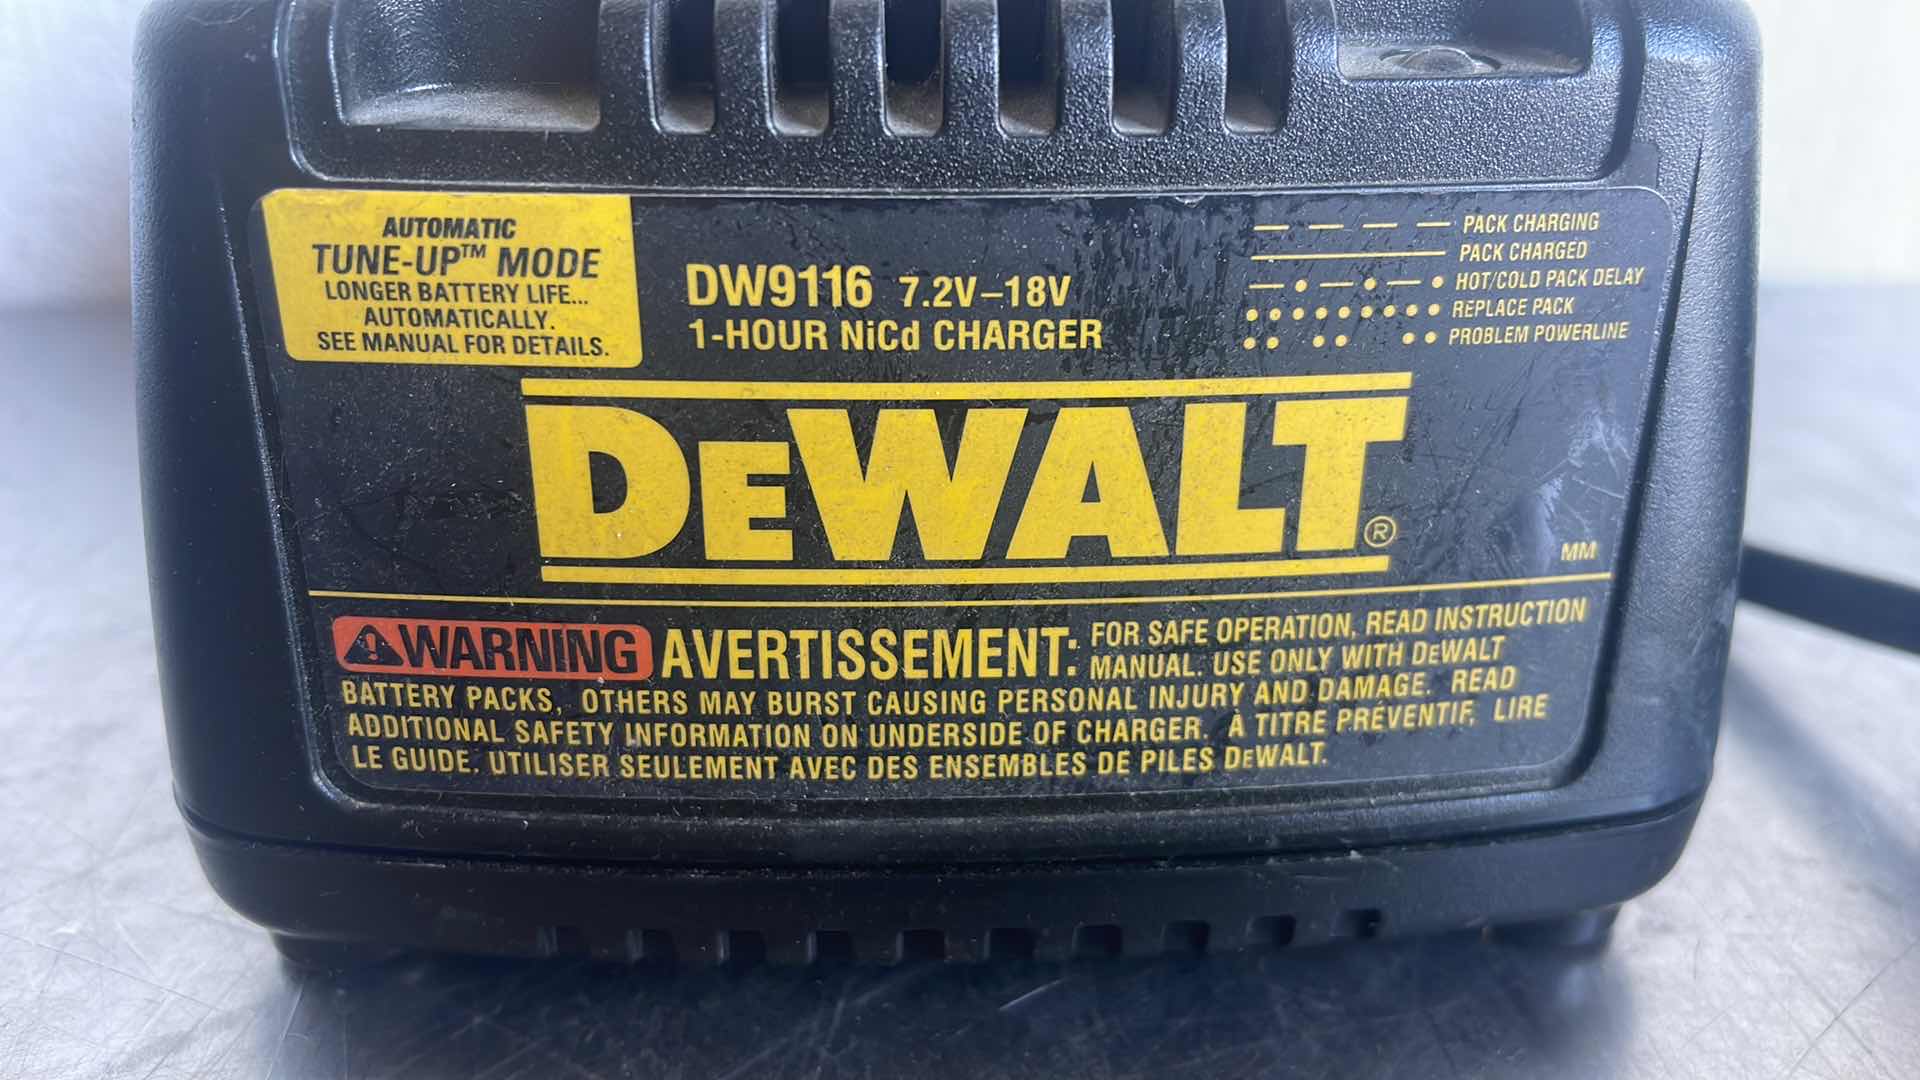 AUTOMATIC
TUNE-UP™ MODE
LONGER BATTERY LIFE...
AUTOMATICALLY.
SEE MANUAL FOR DETAILS.
DW9116 7.2V–18V
1-HOUR NiCd CHARGER
PACK CHARGING
PACK CHARGED
HOT/COLD PACK DELAY
REPLACE PACK
PROBLEM POWERLINE
DEWALT®
MM
WARNING AVERTISSEMENT: FOR SAFE OPERATION, READ INSTRUCTION
MANUAL. USE ONLY WITH DEWALT
BATTERY PACKS, OTHERS MAY BURST CAUSING PERSONAL INJURY AND DAMAGE. READ
ADDITIONAL SAFETY INFORMATION ON UNDERSIDE OF CHARGER. À TITRE PRÉVENTIF, LIRE
LE GUIDE. UTILISER SEULEMENT AVEC DES ENSEMBLES DE PILES DEWALT.